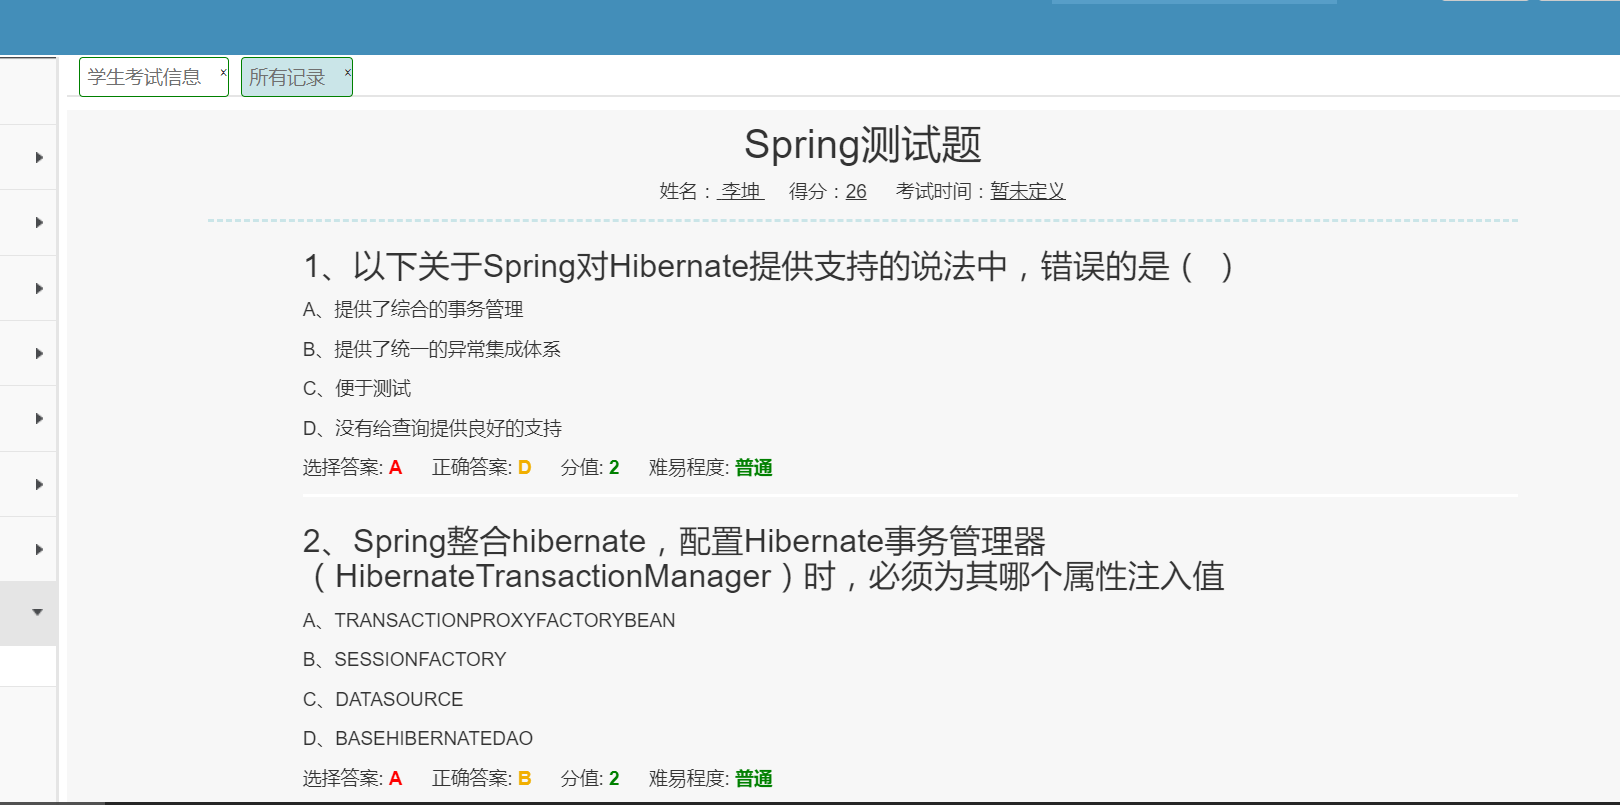 学生考试信息 x 所有记录 x
Spring测试题
姓名： 李坤 得分：26 考试时间：暂未定义
1、以下关于Spring对Hibernate提供支持的说法中，错误的是（ ）
A、提供了综合的事务管理
B、提供了统一的异常集成体系
C、便于测试
D、没有给查询提供良好的支持
选择答案: A 正确答案: D 分值: 2 难易程度: 普通
2、Spring整合hibernate，配置Hibernate事务管理器
（HibernateTransactionManager）时，必须为其哪个属性注入值
A、TRANSACTIONPROXYFACTORYBEAN
B、SESSIONFACTORY
C、DATASOURCE
D、BASEHIBERNATEDAO
选择答案: A 正确答案: B 分值: 2 难易程度: 普通